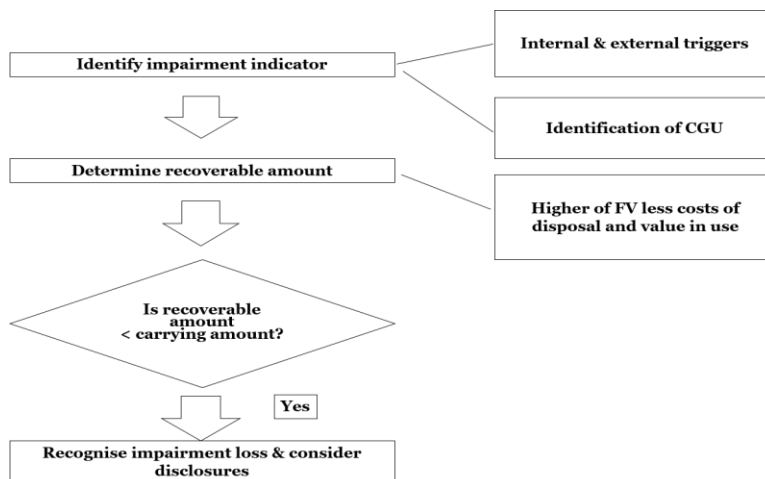 Internal & external triggers
Identify impairment indicator
Identification of CGU
Determine recoverable amount
Higher of FV less costs of
disposal and value in use
Is recoverable
amount
< carrying amount?
Yes
Recognise impairment loss & consider
disclosures